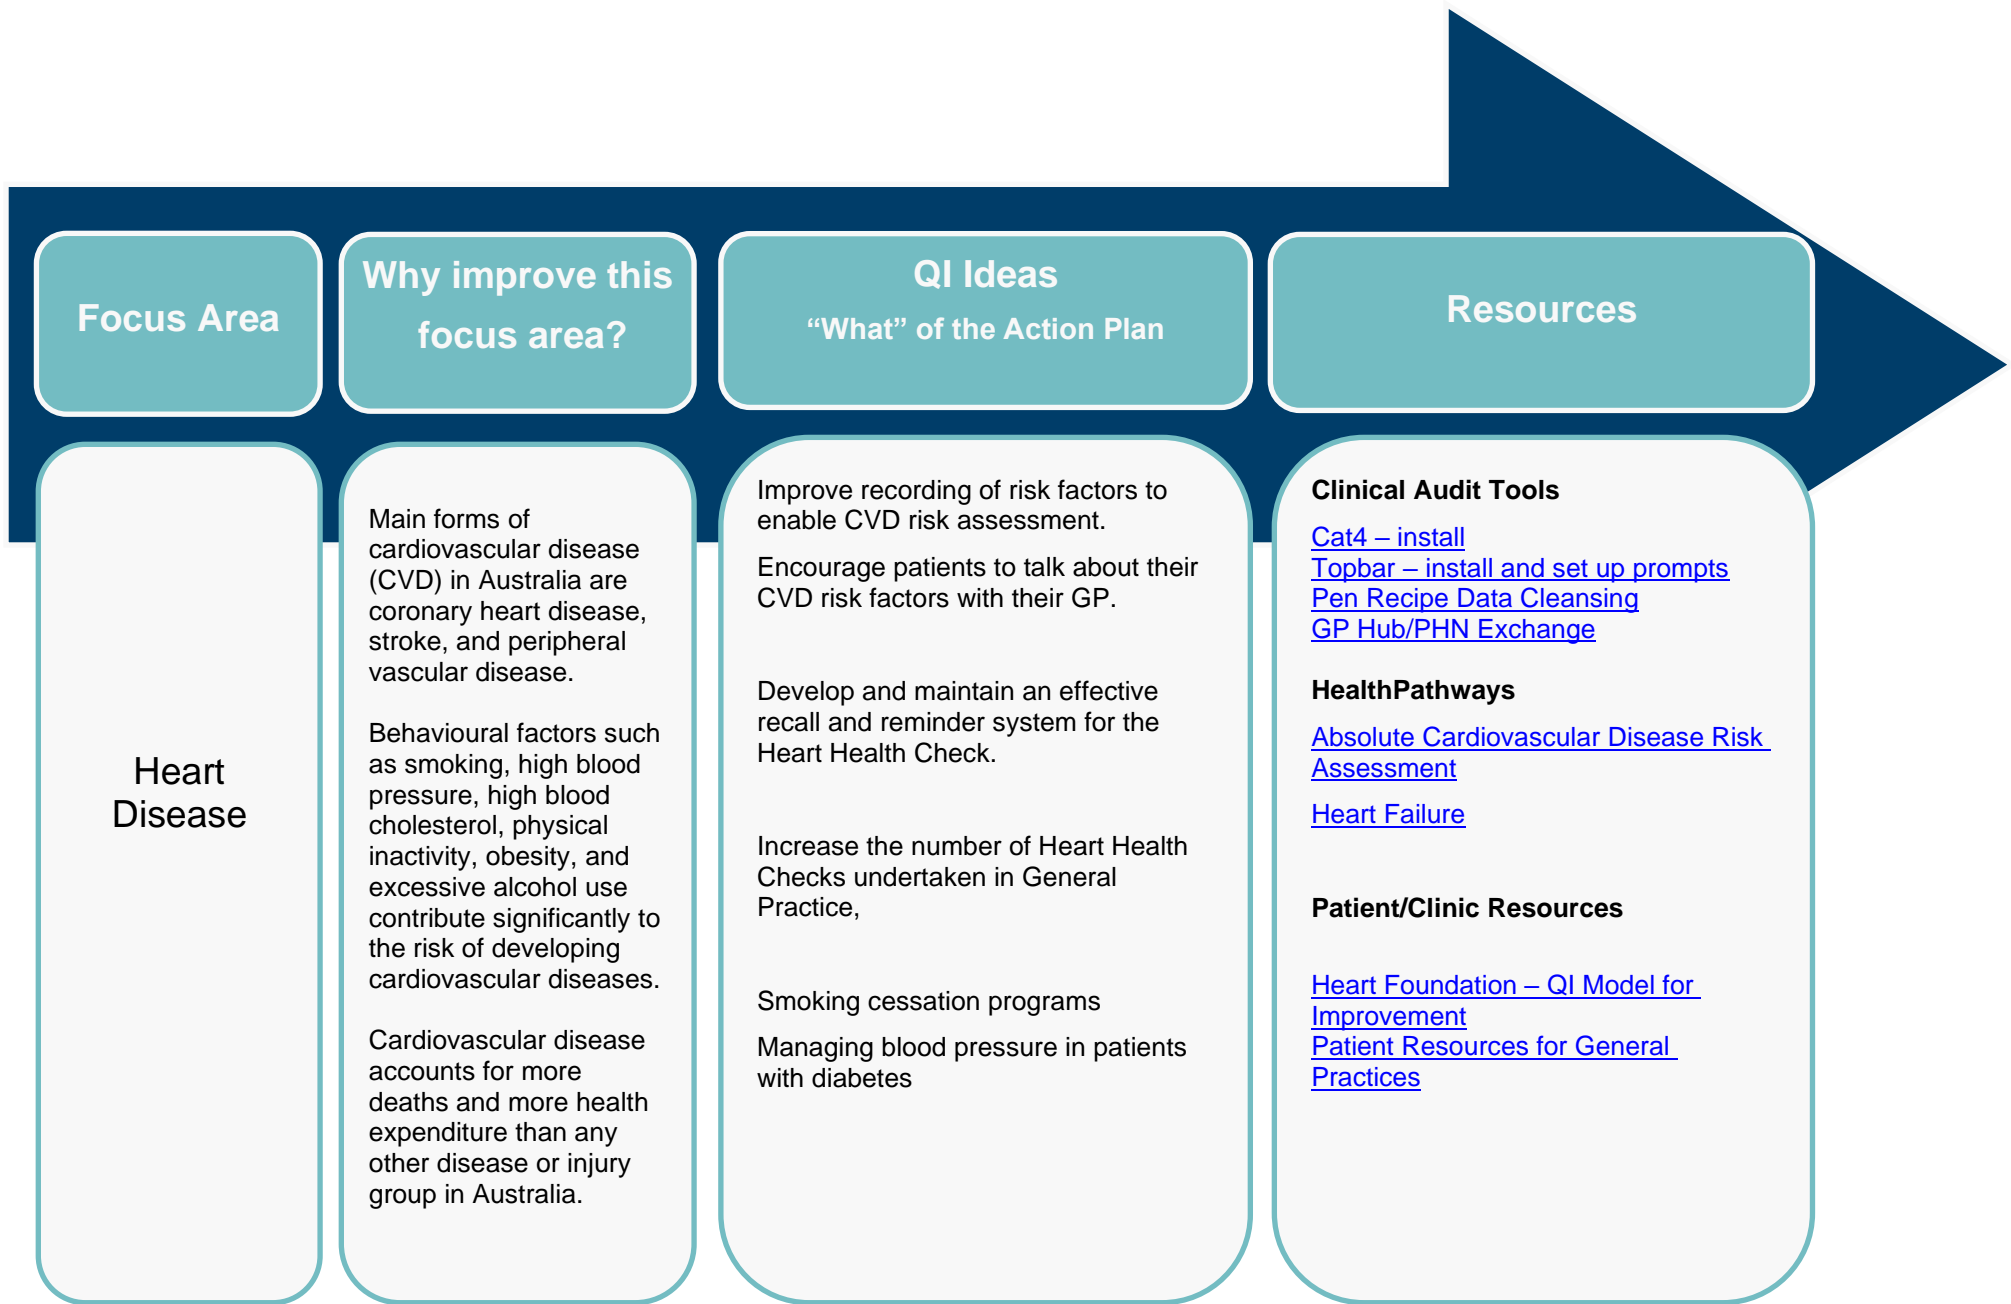 Focus Area
Why improve this
focus area?
QI Ideas
“What” of the Action Plan
Resources
Heart
Disease
Main forms of
cardiovascular disease
(CVD) in Australia are
coronary heart disease,
stroke, and peripheral
vascular disease.
Behavioural factors such
as smoking, high blood
pressure, high blood
cholesterol, physical
inactivity, obesity, and
excessive alcohol use
contribute significantly to
the risk of developing
cardiovascular diseases.
Cardiovascular disease
accounts for more
deaths and more health
expenditure than any
other disease or injury
group in Australia.
Improve recording of risk factors to
enable CVD risk assessment.
Encourage patients to talk about their
CVD risk factors with their GP.
Develop and maintain an effective
recall and reminder system for the
Heart Health Check.
Increase the number of Heart Health
Checks undertaken in General
Practice,
Smoking cessation programs
Managing blood pressure in patients
with diabetes
Clinical Audit Tools
Cat4 – install
Topbar – install and set up prompts
Pen Recipe Data Cleansing
GP Hub/PHN Exchange
HealthPathways
Absolute Cardiovascular Disease Risk
Assessment
Heart Failure
Patient/Clinic Resources
Heart Foundation – QI Model for
Improvement
Patient Resources for General
Practices